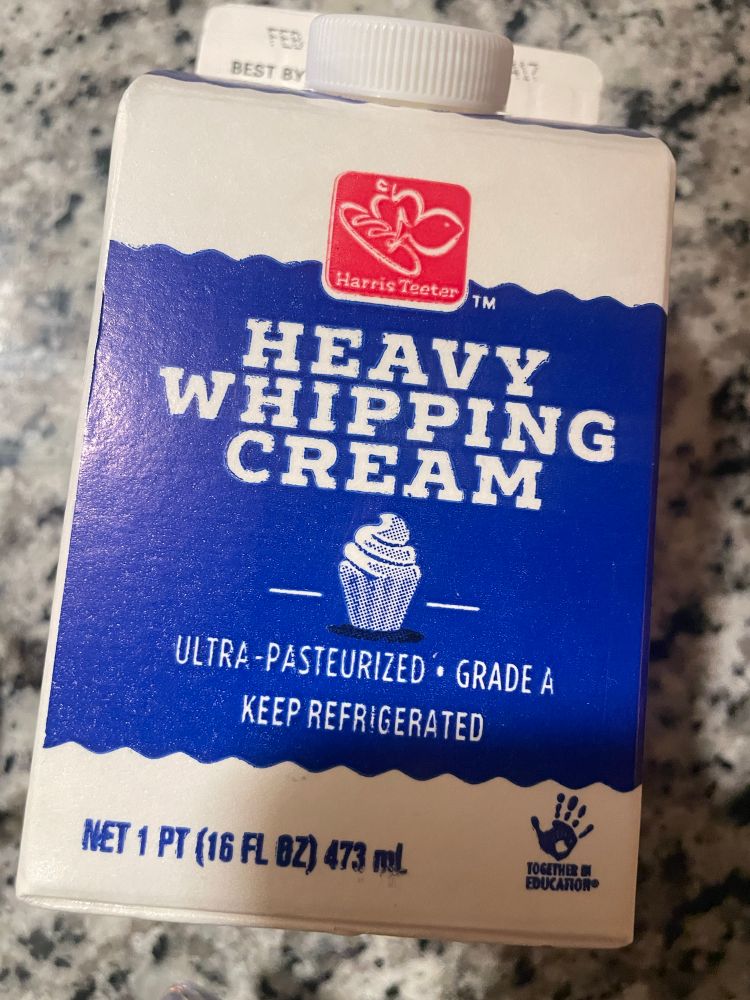 FEB
BEST BY
Harris Teeter
TM
HEAVY
WHIPPING
CREAM
ULTRA-PASTEURIZED • GRADE A
KEEP REFRIGERATED
NET 1 PT (16 FL OZ) 473 mL
TOGETHER IN
EDUCATION®